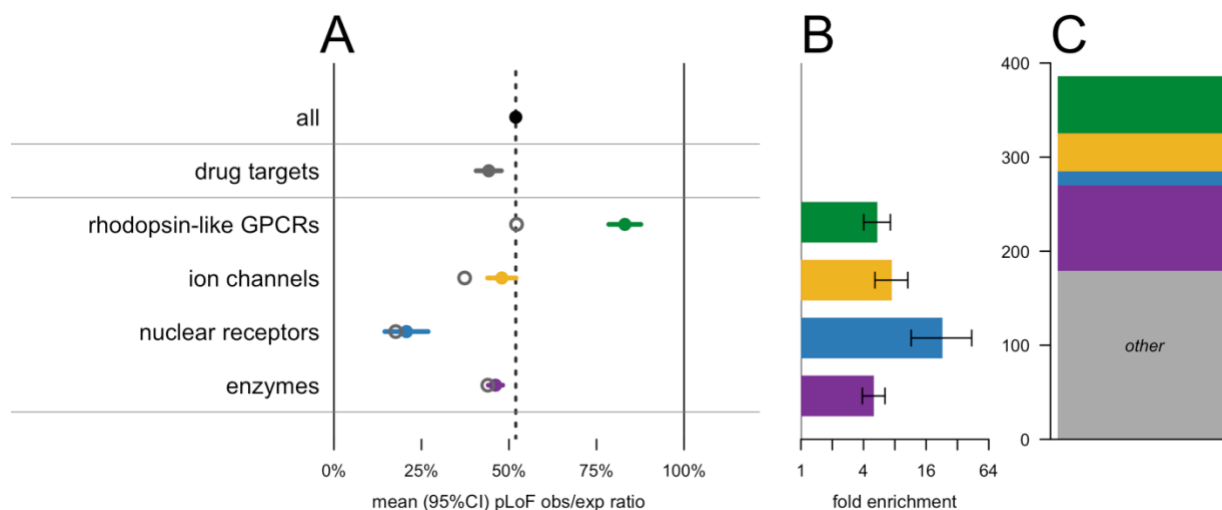 A
B
C
all
drug targets
rhodopsin-like GPCRs
ion channels
nuclear receptors
enzymes
0% 25% 50% 75% 100%
mean (95%CI) pLoF obs/exp ratio
1 4 16 64
fold enrichment
400
300
200
100
0
other